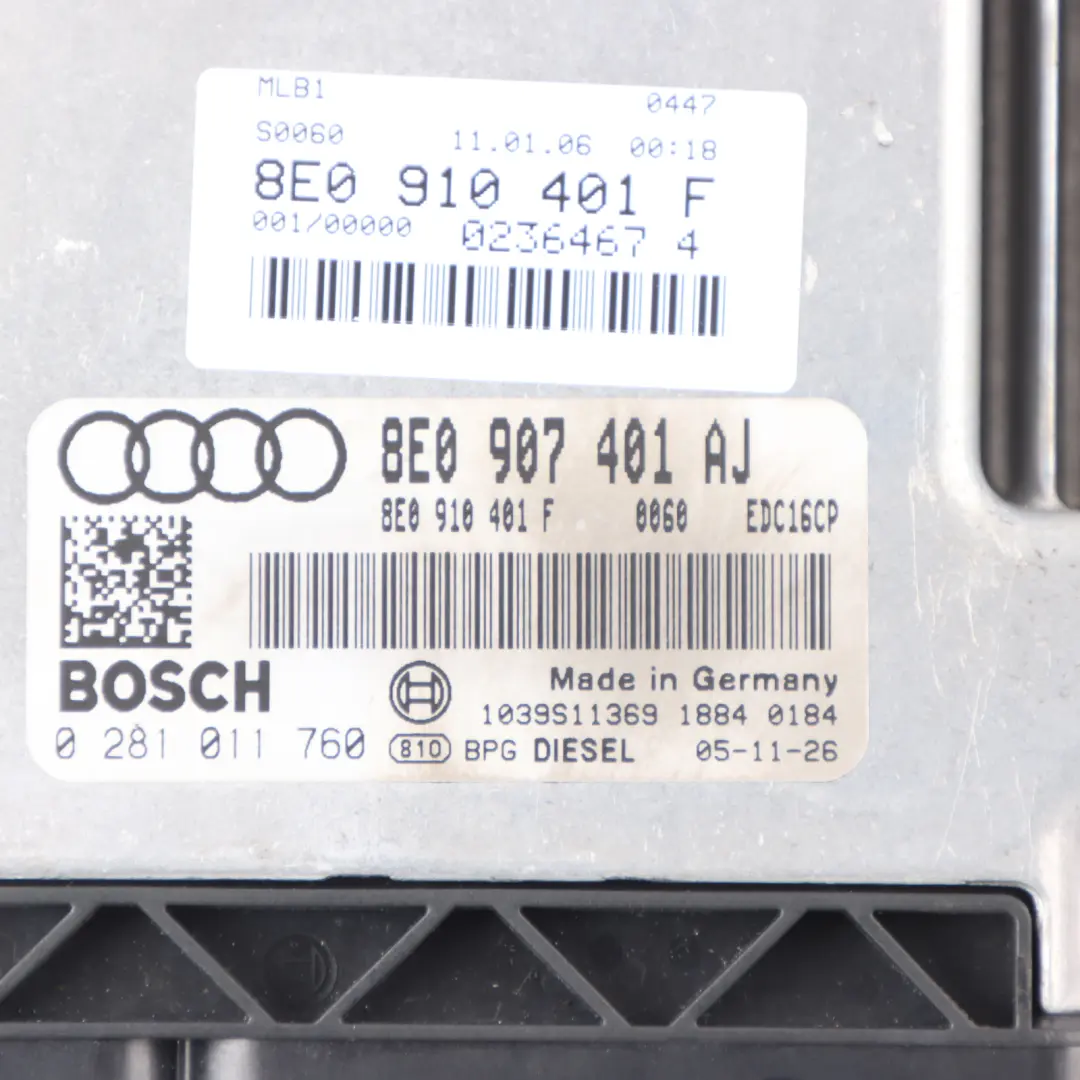 MLB1 0447
S0060 11.01.06 00:18
8E0 910 401 F
001/00000 0236467 4
8E0 907 401 AJ
8E0 910 401 F 0060 EDC16CP
BOSCH
Made in Germany
1039S11369 1884 0184
0 281 011 760 810 BPG DIESEL 05-11-26